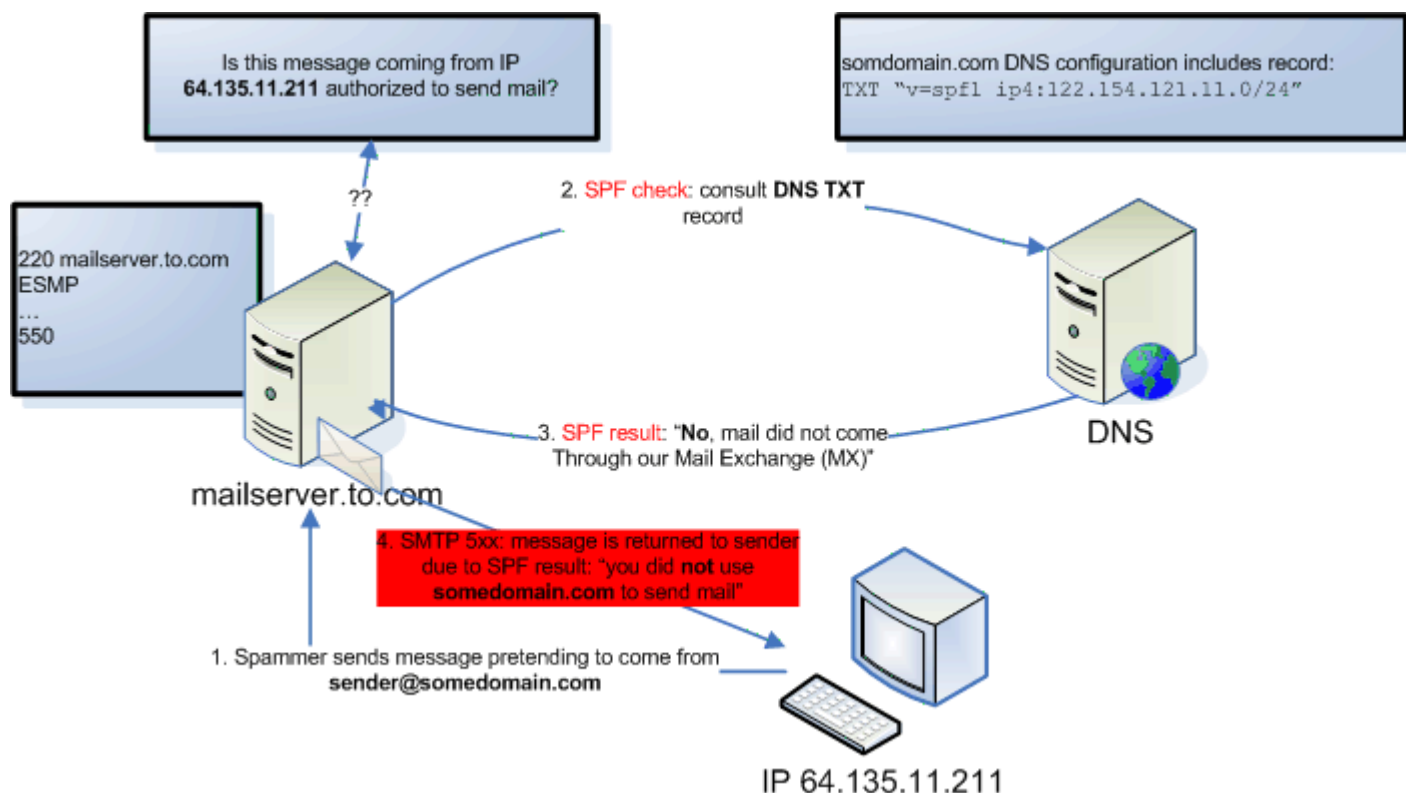 Is this message coming from IP
64.135.11.211 authorized to send mail?
somdomain.com DNS configuration includes record:
TXT “v=spf1 ip4:122.154.121.11.0/24”
??
2. SPF check: consult DNS TXT
record
220 mailserver.to.com
ESMP
...
550
3. SPF result: “No, mail did not come
Through our Mail Exchange (MX)”
DNS
mailserver.to.com
4. SMTP 5xx: message is returned to sender
due to SPF result: “you did not use
somedomain.com to send mail”
1. Spammer sends message pretending to come from
sender@somedomain.com
IP 64.135.11.211